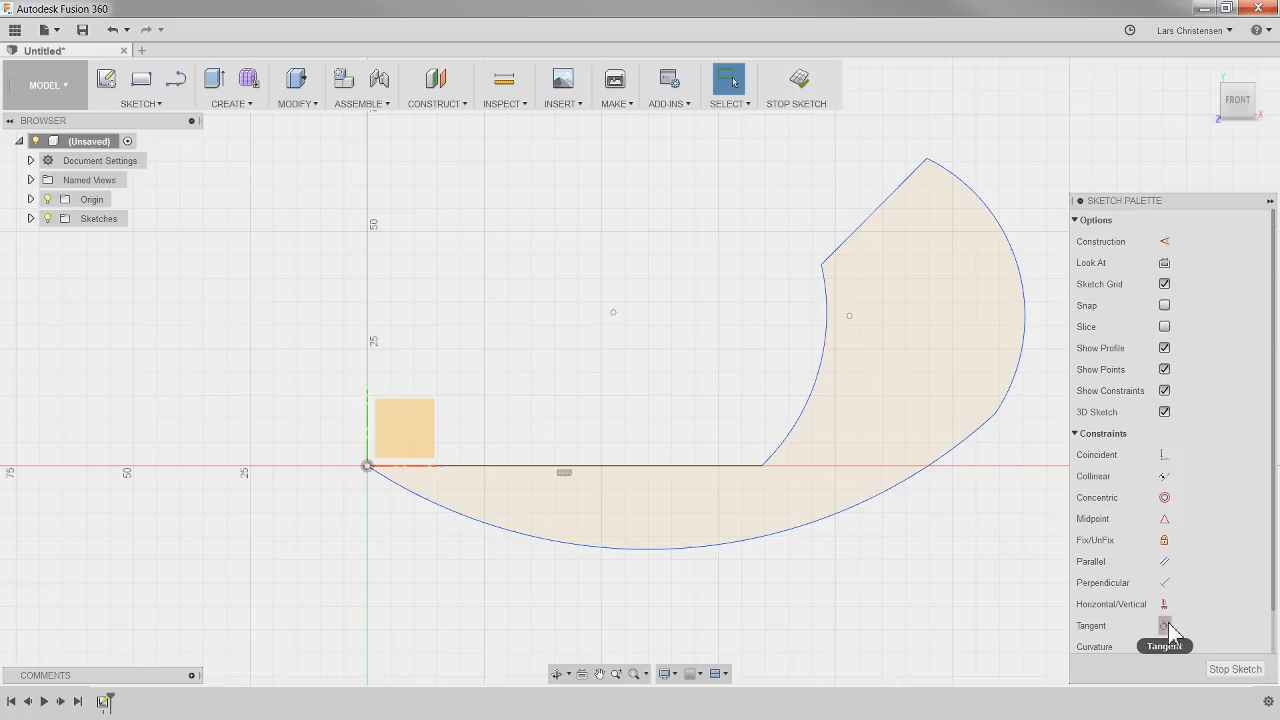 Autodesk Fusion 360
Lars Christensen
Untitled*
MODEL
SKETCH
CREATE
MODIFY
ASSEMBLE
CONSTRUCT
INSPECT
INSERT
MAKE
ADD-INS
SELECT
STOP SKETCH
BROWSER
(Unsaved)
Document Settings
Named Views
Origin
Sketches
FRONT
Y
Z
X
50
25
75
50
25
SKETCH PALETTE
Options
Construction
Look At
Sketch Grid
Snap
Slice
Show Profile
Show Points
Show Constraints
3D Sketch
Constraints
Coincident
Collinear
Concentric
Midpoint
Fix/UnFix
Parallel
Perpendicular
Horizontal/Vertical
Tangent
Curvature
Tangent
Stop Sketch
COMMENTS